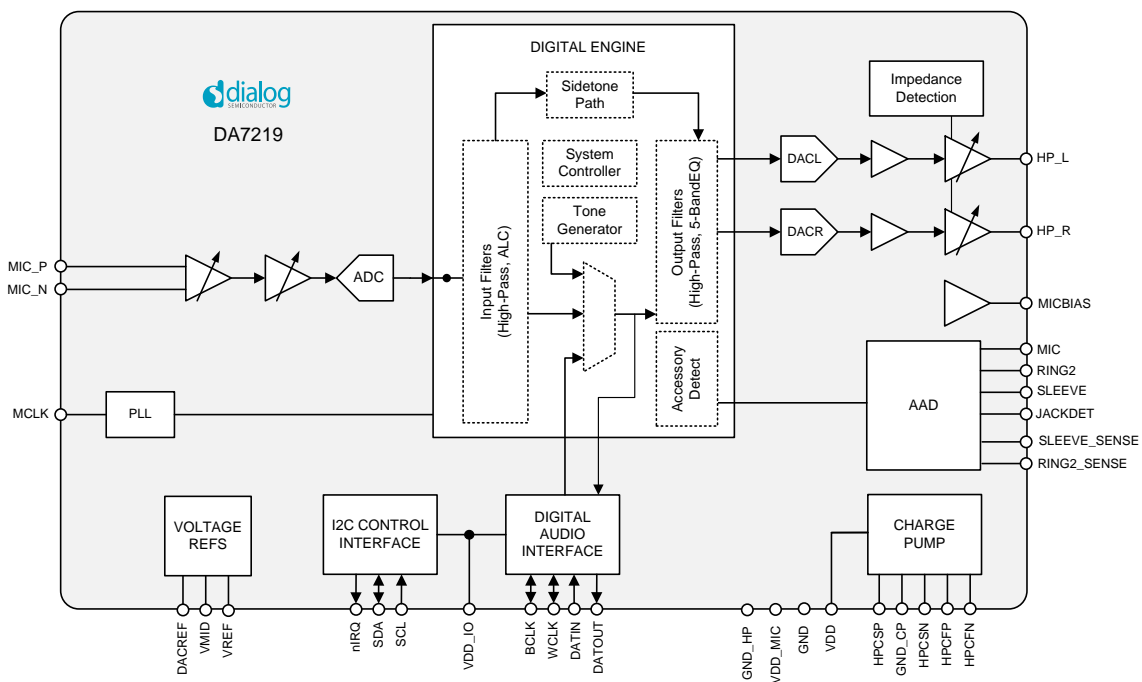 DIGITAL ENGINE
dialog
SEMICONDUCTOR
DA7219
Sidetone
Path
System
Controller
Tone
Generator
Input Filters
(High-Pass, ALC)
Output Filters
(High-Pass, 5-BandEQ)
Accessory
Detect
Impedance
Detection
DACL
DACR
HP_L
HP_R
MIC_P
MIC_N
ADC
MICBIAS
MCLK
PLL
AAD
MIC
RING2
SLEEVE
JACKDET
SLEEVE_SENSE
RING2_SENSE
VOLTAGE
REFS
I2C CONTROL
INTERFACE
DIGITAL
AUDIO
INTERFACE
CHARGE
PUMP
DACREF
VMID
VREF
nIRQ
SDA
SCL
VDD_IO
BCLK
WCLK
DATIN
DATOUT
GND_HP
VDD_MIC
GND
VDD
HPCSP
GND_CP
HPCSN
HPCFP
HPCFN